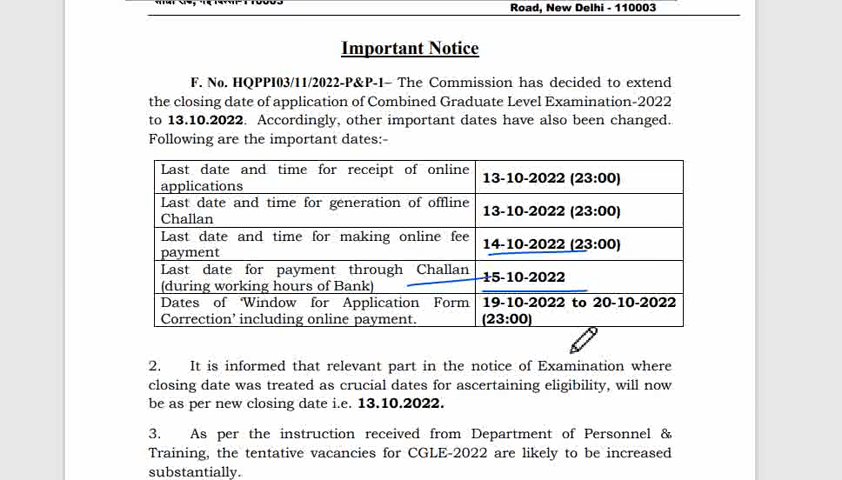 Road, New Delhi - 110003
Important Notice
F. No. HQPPI03/11/2022-P&P-1– The Commission has decided to extend
the closing date of application of Combined Graduate Level Examination-2022
to 13.10.2022. Accordingly, other important dates have also been changed.
Following are the important dates:-
Last date and time for receipt of online
applications
13-10-2022 (23:00)
Last date and time for generation of offline
Challan
13-10-2022 (23:00)
Last date and time for making online fee
payment
14-10-2022 (23:00)
Last date for payment through Challan
(during working hours of Bank)
15-10-2022
Dates of ‘Window for Application Form
Correction’ including online payment.
19-10-2022 to 20-10-2022
(23:00)
2. It is informed that relevant part in the notice of Examination where
closing date was treated as crucial dates for ascertaining eligibility, will now
be as per new closing date i.e. 13.10.2022.
3. As per the instruction received from Department of Personnel &
Training, the tentative vacancies for CGLE-2022 are likely to be increased
substantially.